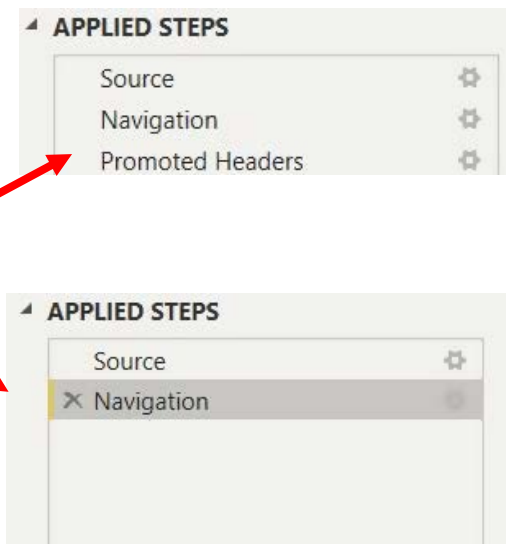 APPLIED STEPS
Source
Navigation
Promoted Headers
APPLIED STEPS
Source
Navigation